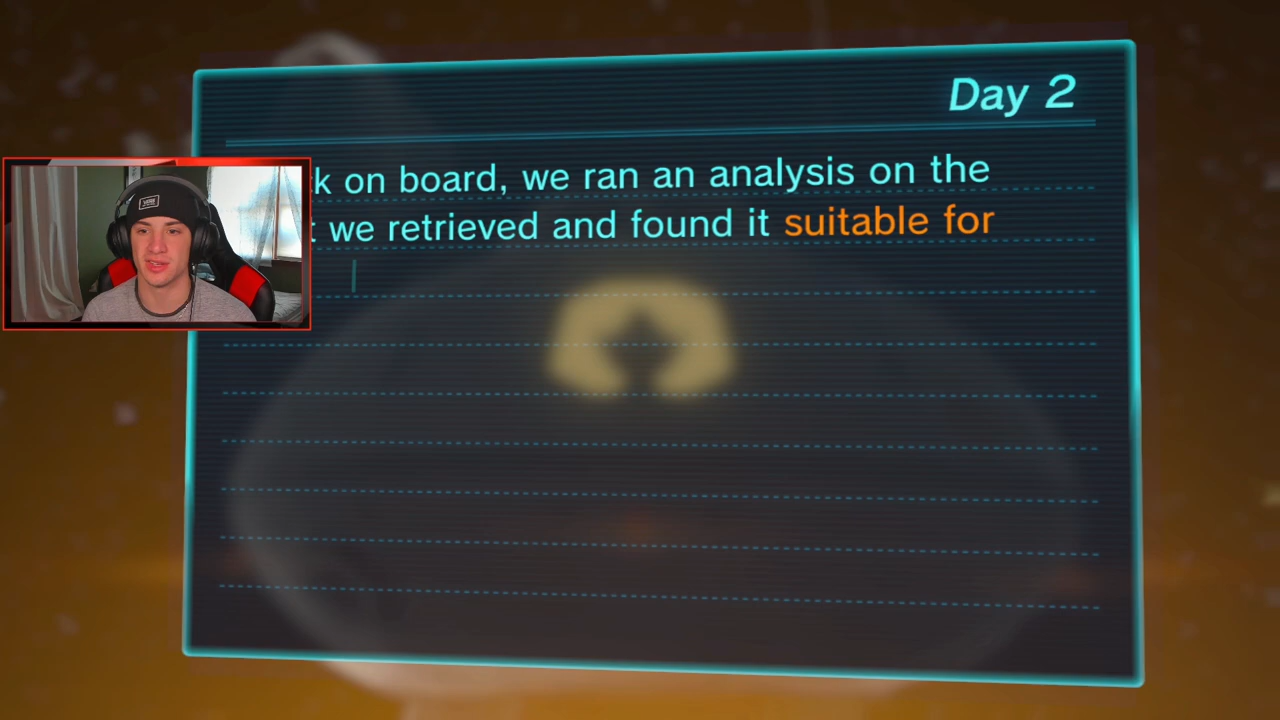 Day 2
k on board, we ran an analysis on the
t we retrieved and found it suitable for